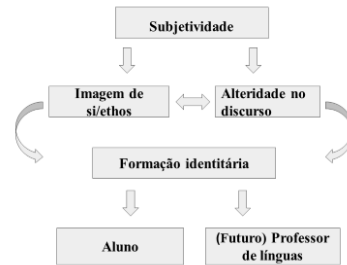 Subjetividade
Imagem de
si/ethos
Alteridade no
discurso
Formação identitária
Aluno
(Futuro) Professor
de línguas